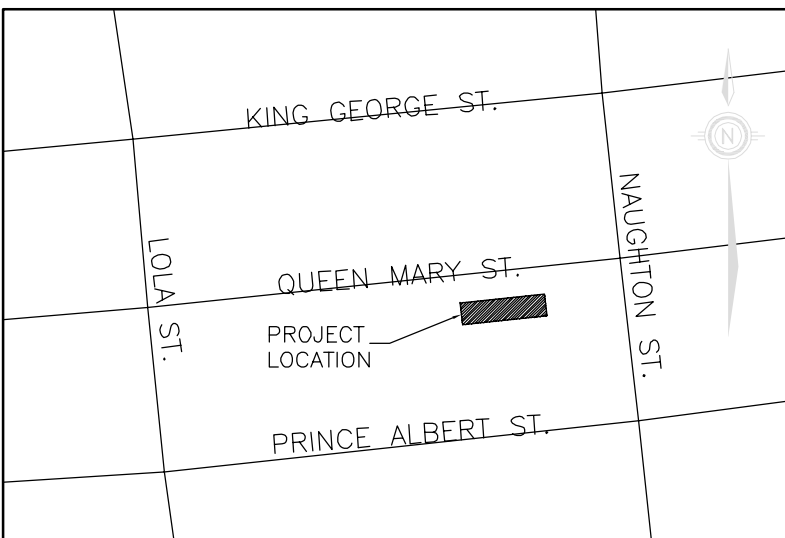 KING GEORGE ST.
N
NAUGHTON ST.
LOLA ST.
QUEEN MARY ST.
PROJECT
LOCATION
PRINCE ALBERT ST.